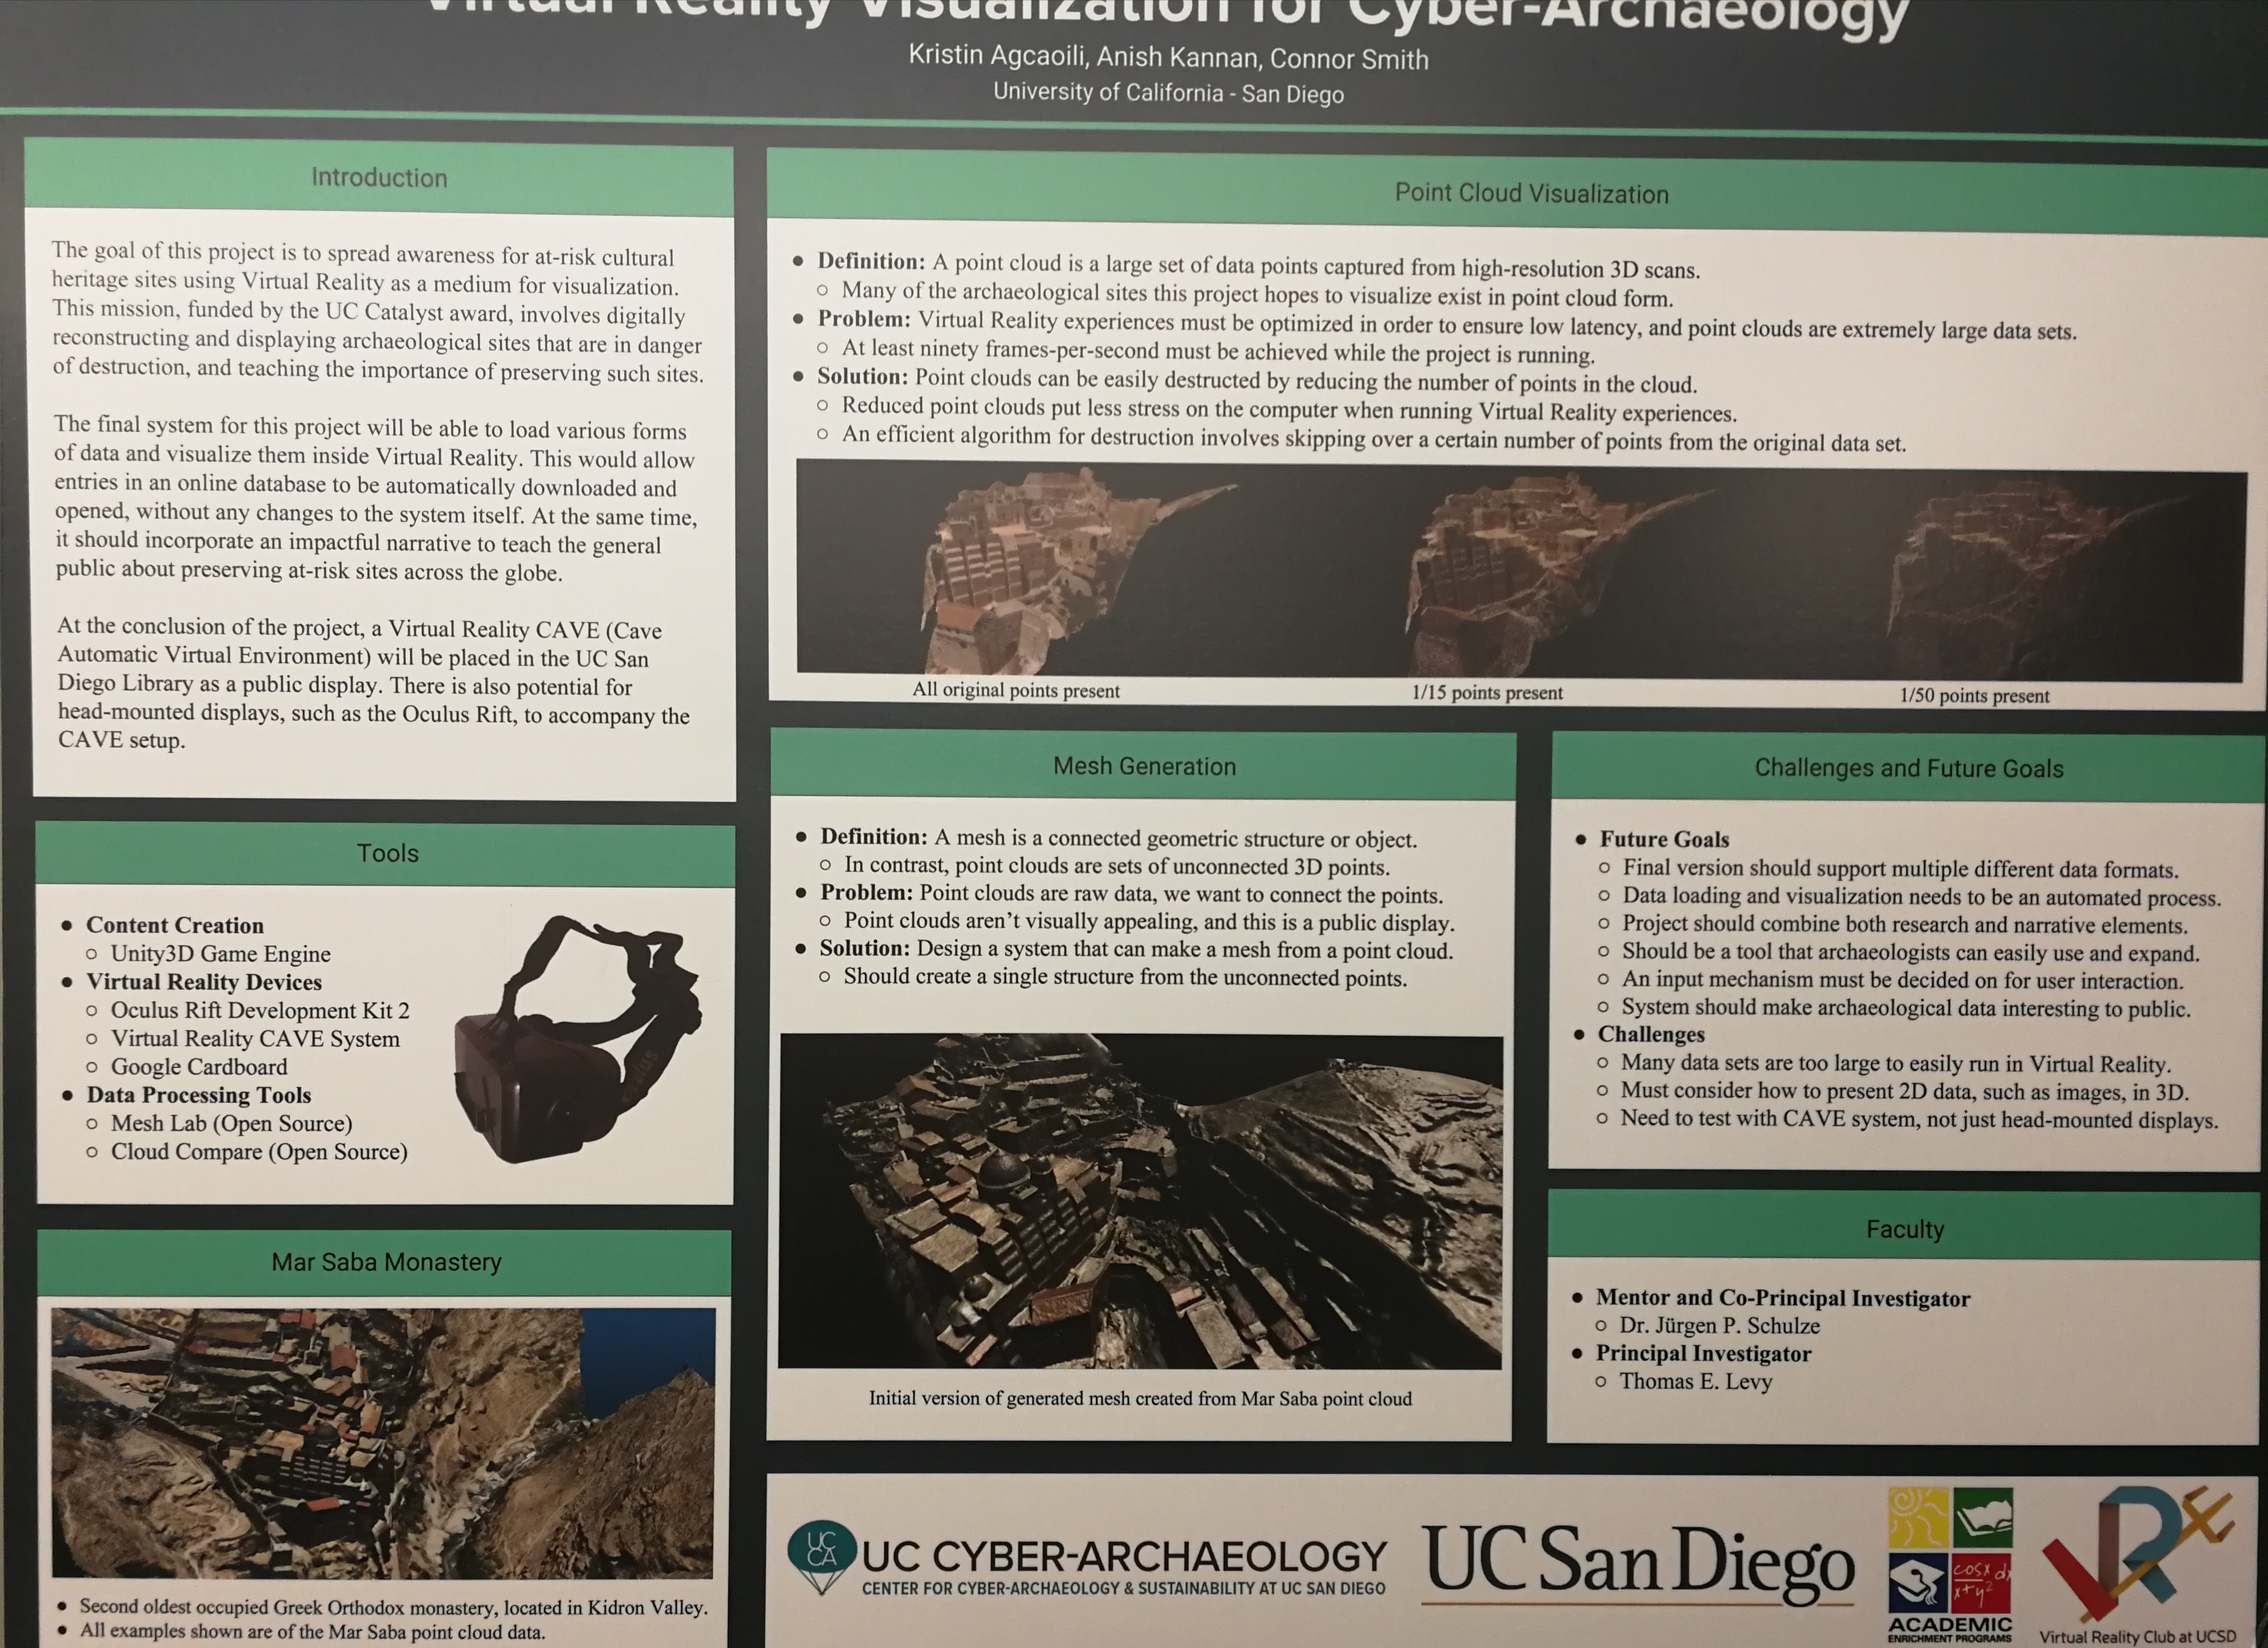 Virtual Reality Visualization for Cyber-Archaeology
Kristin Agcaoili, Anish Kannan, Connor Smith
University of California - San Diego
Introduction
The goal of this project is to spread awareness for at-risk cultural
heritage sites using Virtual Reality as a medium for visualization.
This mission, funded by the UC Catalyst award, involves digitally
reconstructing and displaying archaeological sites that are in danger
of destruction, and teaching the importance of preserving such sites.
The final system for this project will be able to load various forms
of data and visualize them inside Virtual Reality. This would allow
entries in an online database to be automatically downloaded and
opened, without any changes to the system itself. At the same time,
it should incorporate an impactful narrative to teach the general
public about preserving at-risk sites across the globe.
At the conclusion of the project, a Virtual Reality CAVE (Cave
Automatic Virtual Environment) will be placed in the UC San
Diego Library as a public display. There is also potential for
head-mounted displays, such as the Oculus Rift, to accompany the
CAVE setup.
Tools
● Content Creation
○ Unity3D Game Engine
● Virtual Reality Devices
○ Oculus Rift Development Kit 2
○ Virtual Reality CAVE System
○ Google Cardboard
● Data Processing Tools
○ Mesh Lab (Open Source)
○ Cloud Compare (Open Source)
Mar Saba Monastery
● Second oldest occupied Greek Orthodox monastery, located in Kidron Valley.
● All examples shown are of the Mar Saba point cloud data.
Point Cloud Visualization
● Definition: A point cloud is a large set of data points captured from high-resolution 3D scans.
○ Many of the archaeological sites this project hopes to visualize exist in point cloud form.
● Problem: Virtual Reality experiences must be optimized in order to ensure low latency, and point clouds are extremely large data sets.
○ At least ninety frames-per-second must be achieved while the project is running.
● Solution: Point clouds can be easily destructed by reducing the number of points in the cloud.
○ Reduced point clouds put less stress on the computer when running Virtual Reality experiences.
○ An efficient algorithm for destruction involves skipping over a certain number of points from the original data set.
All original points present
1/15 points present
1/50 points present
Mesh Generation
● Definition: A mesh is a connected geometric structure or object.
○ In contrast, point clouds are sets of unconnected 3D points.
● Problem: Point clouds are raw data, we want to connect the points.
○ Point clouds aren't visually appealing, and this is a public display.
● Solution: Design a system that can make a mesh from a point cloud.
○ Should create a single structure from the unconnected points.
Initial version of generated mesh created from Mar Saba point cloud
Challenges and Future Goals
● Future Goals
○ Final version should support multiple different data formats.
○ Data loading and visualization needs to be an automated process.
○ Project should combine both research and narrative elements.
○ Should be a tool that archaeologists can easily use and expand.
○ An input mechanism must be decided on for user interaction.
○ System should make archaeological data interesting to public.
● Challenges
○ Many data sets are too large to easily run in Virtual Reality.
○ Must consider how to present 2D data, such as images, in 3D.
○ Need to test with CAVE system, not just head-mounted displays.
Faculty
● Mentor and Co-Principal Investigator
○ Dr. Jürgen P. Schulze
● Principal Investigator
○ Thomas E. Levy
UC
CA
UC CYBER-ARCHAEOLOGY
CENTER FOR CYBER-ARCHAEOLOGY & SUSTAINABILITY AT UC SAN DIEGO
UC San Diego
cosx dx
x+y²
ACADEMIC
ENRICHMENT PROGRAMS
VR
Virtual Reality Club at UCSD